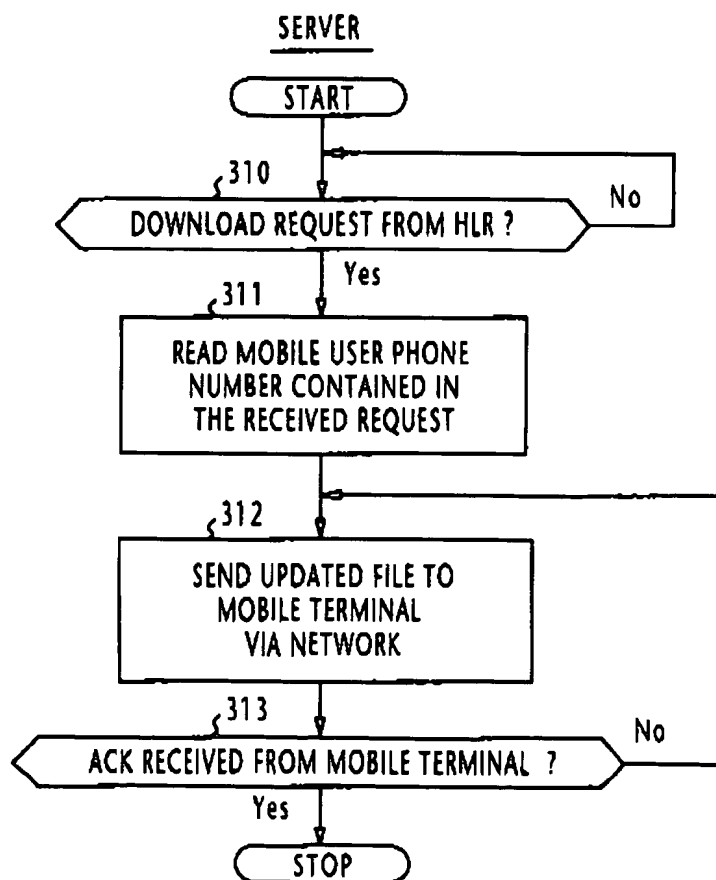 SERVER
START
310
DOWNLOAD REQUEST FROM HLR ?
No
Yes
311
READ MOBILE USER PHONE
NUMBER CONTAINED IN
THE RECEIVED REQUEST
312
SEND UPDATED FILE TO
MOBILE TERMINAL
VIA NETWORK
313
No
ACK RECEIVED FROM MOBILE TERMINAL ?
Yes
STOP